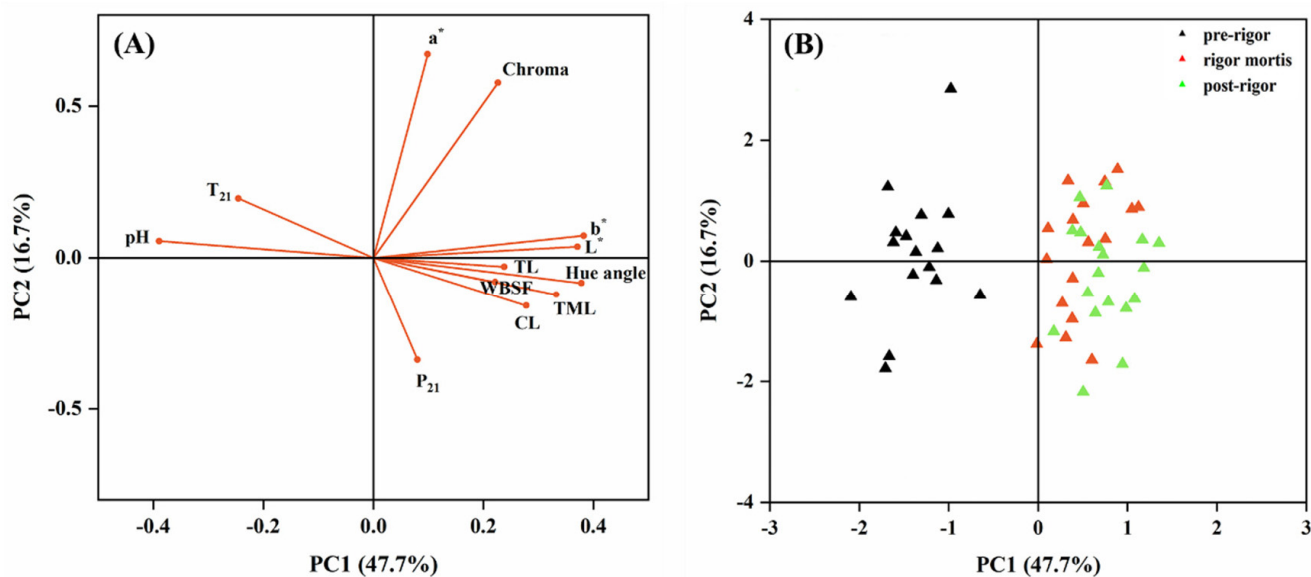 (A)
a*
Chroma
T21
pH
b*
L*
TL
Hue angle
WBSF
TML
CL
P21
0.5
0.0
-0.5
-0.4
-0.2
0.0
0.2
0.4
PC1 (47.7%)
PC2 (16.7%)
(B)
pre-rigor
rigor mortis
post-rigor
4
2
0
-2
-4
-3
-2
-1
0
1
2
3
PC1 (47.7%)
PC2 (16.7%)